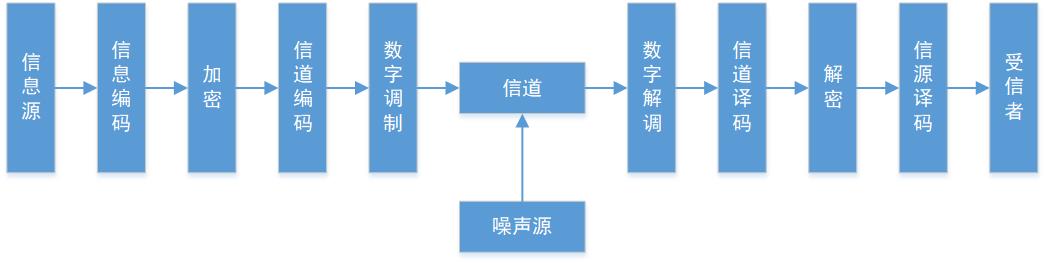 信息源
信息编码
加密
信道编码
数字调制
信道
数字解调
信道译码
解密
信源译码
受信者
噪声源